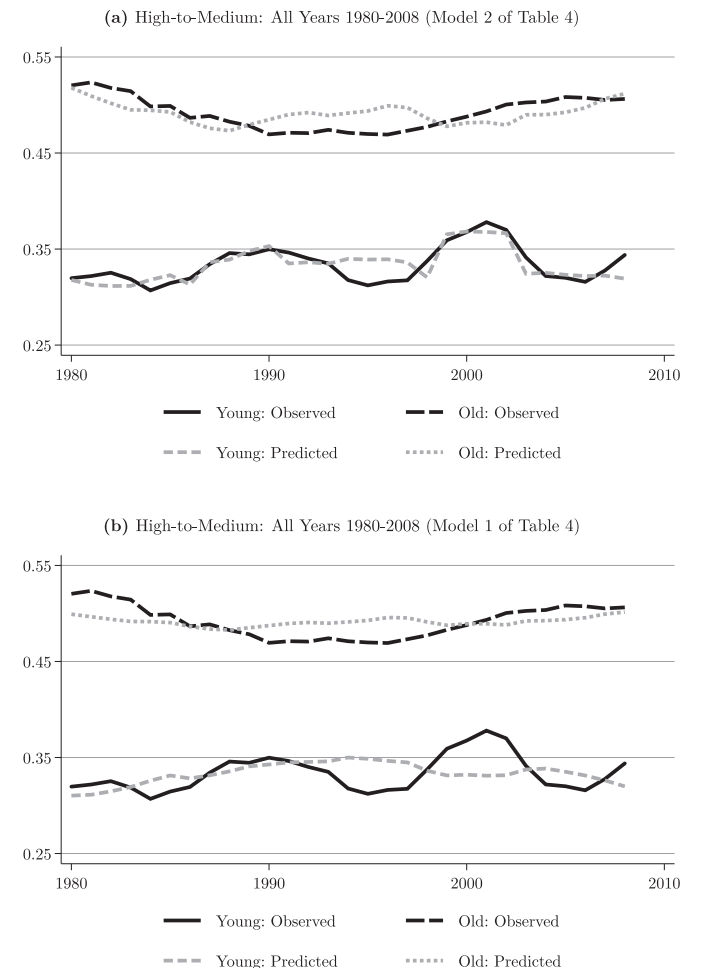 (a) High-to-Medium: All Years 1980-2008 (Model 2 of Table 4)
0.55
0.45
0.35
0.25
1980 1990 2000 2010
Young: Observed Old: Observed
Young: Predicted Old: Predicted
(b) High-to-Medium: All Years 1980-2008 (Model 1 of Table 4)
0.55
0.45
0.35
0.25
1980 1990 2000 2010
Young: Observed Old: Observed
Young: Predicted Old: Predicted